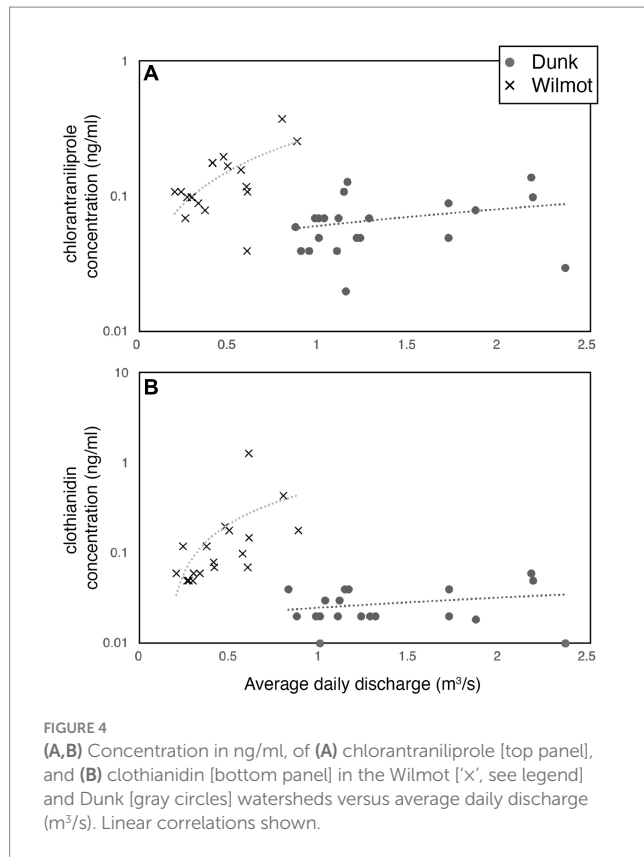 A
Dunk
Wilmot
chlorantraniliprole
concentration (ng/ml)
1
0.1
0.01
0
0.5
1
1.5
2
2.5
B
clothianidin
concentration (ng/ml)
10
1
0.1
0.01
0
0.5
1
1.5
2
2.5
Average daily discharge (m³/s)
FIGURE 4
(A,B) Concentration in ng/ml, of (A) chlorantraniliprole [top panel],
and (B) clothianidin [bottom panel] in the Wilmot ['×', see legend]
and Dunk [gray circles] watersheds versus average daily discharge
(m³/s). Linear correlations shown.